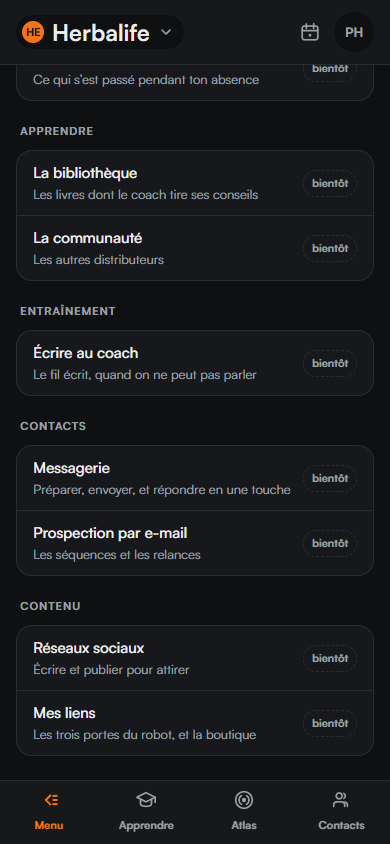 HE Herbalife PH
bientôt
Ce qui s'est passé pendant ton absence
APPRENDRE
La bibliothèque
Les livres dont le coach tire ses conseils
bientôt
La communauté
Les autres distributeurs
bientôt
ENTRAÎNEMENT
Écrire au coach
Le fil écrit, quand on ne peut pas parler
bientôt
CONTACTS
Messagerie
Préparer, envoyer, et répondre en une touche
bientôt
Prospection par e-mail
Les séquences et les relances
bientôt
CONTENU
Réseaux sociaux
Écrire et publier pour attirer
bientôt
Mes liens
Les trois portes du robot, et la boutique
bientôt
Menu Apprendre Atlas Contacts